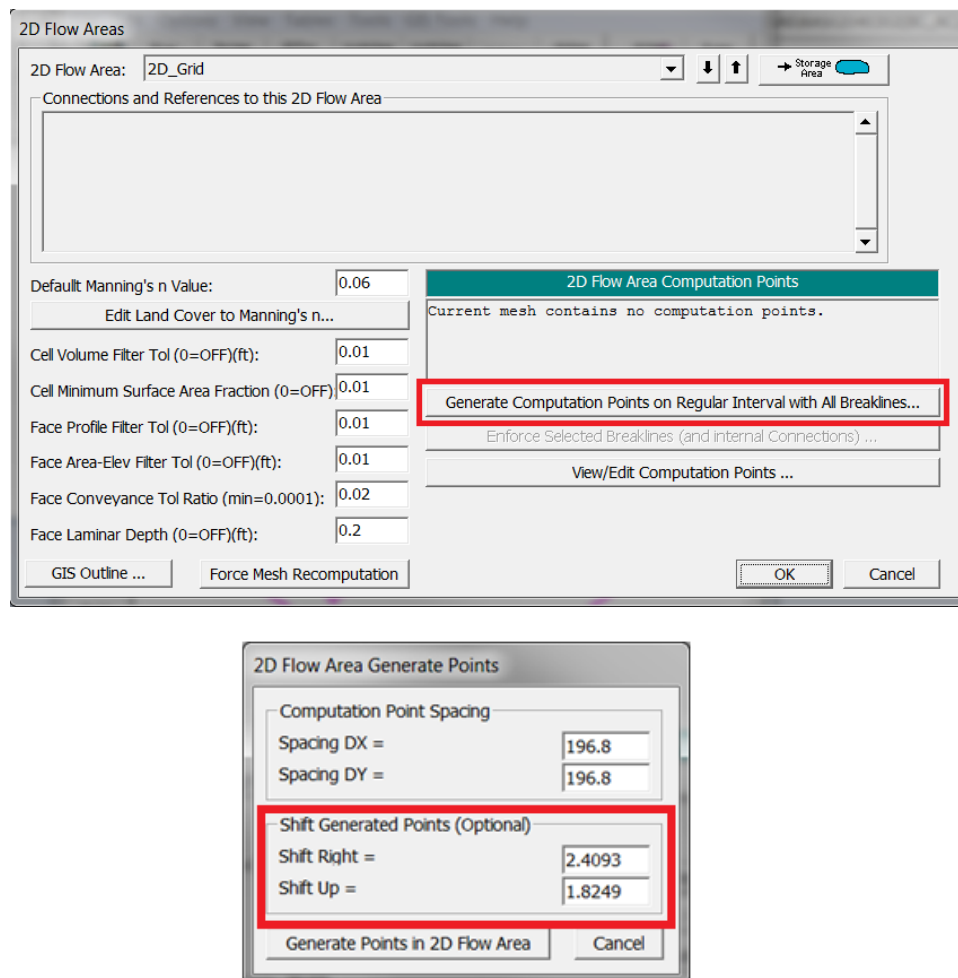 2D Flow Areas
2D Flow Area: 2D_Grid
→ Storage Area
Connections and References to this 2D Flow Area
Default Manning's n Value: 0.06
Edit Land Cover to Manning's n...
Cell Volume Filter Tol (0=OFF)(ft): 0.01
Cell Minimum Surface Area Fraction (0=OFF) 0.01
Face Profile Filter Tol (0=OFF)(ft): 0.01
Face Area-Elev Filter Tol (0=OFF)(ft): 0.01
Face Conveyance Tol Ratio (min=0.0001): 0.02
Face Laminar Depth (0=OFF)(ft): 0.2
2D Flow Area Computation Points
Current mesh contains no computation points.
Generate Computation Points on Regular Interval with All Breaklines...
Enforce Selected Breaklines (and internal Connections) ...
View/Edit Computation Points ...
GIS Outline ...
Force Mesh Recomputation
OK
Cancel
2D Flow Area Generate Points
Computation Point Spacing
Spacing DX = 196.8
Spacing DY = 196.8
Shift Generated Points (Optional)
Shift Right = 2.4093
Shift Up = 1.8249
Generate Points in 2D Flow Area
Cancel